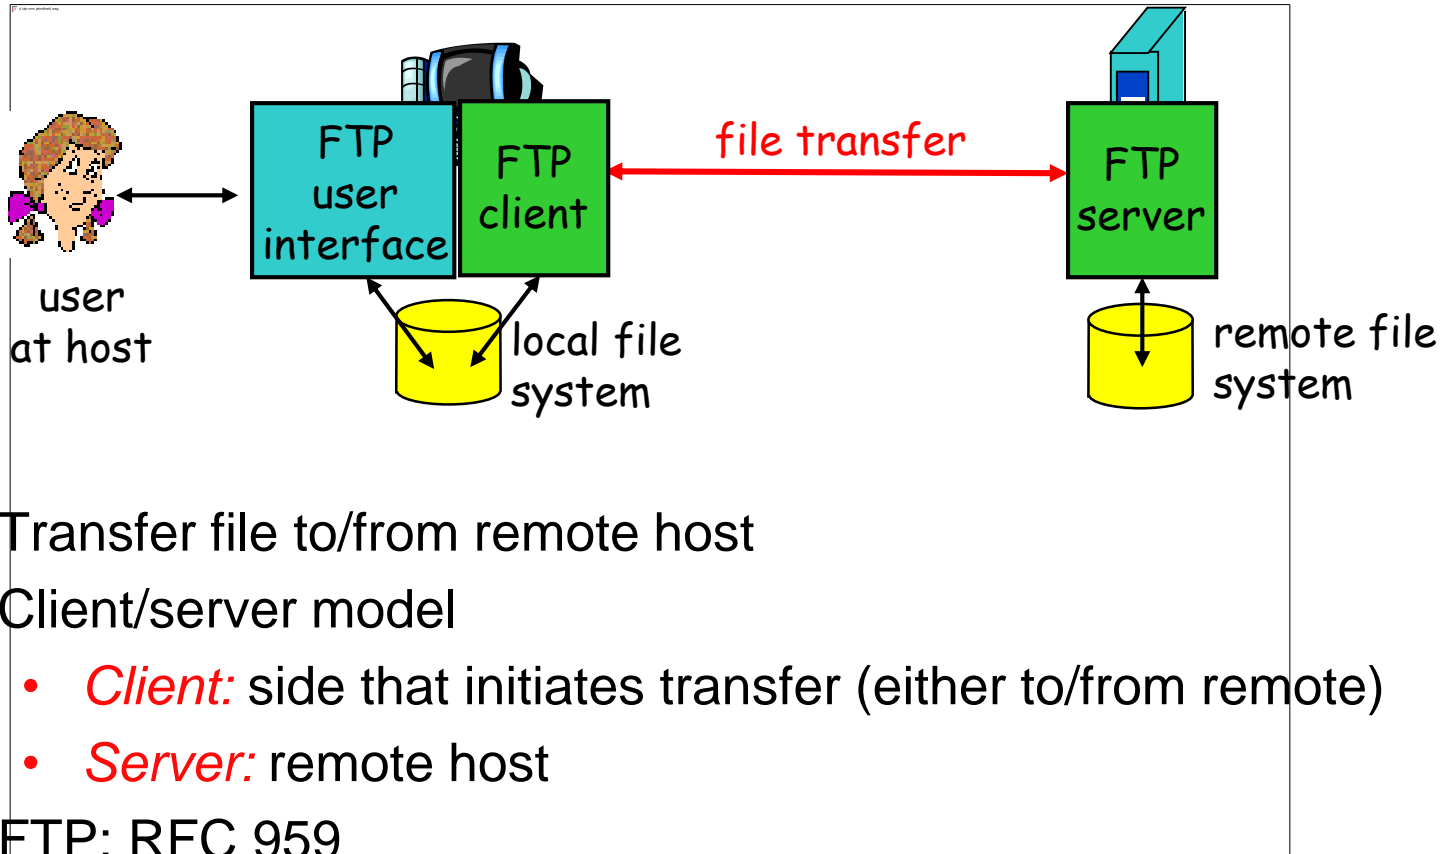 FTP
user
interface
FTP
client
file transfer
FTP
server
user
at host
local file
system
remote file
system
Transfer file to/from remote host
Client/server model
• Client: side that initiates transfer (either to/from remote)
• Server: remote host
FTP: RFC 959